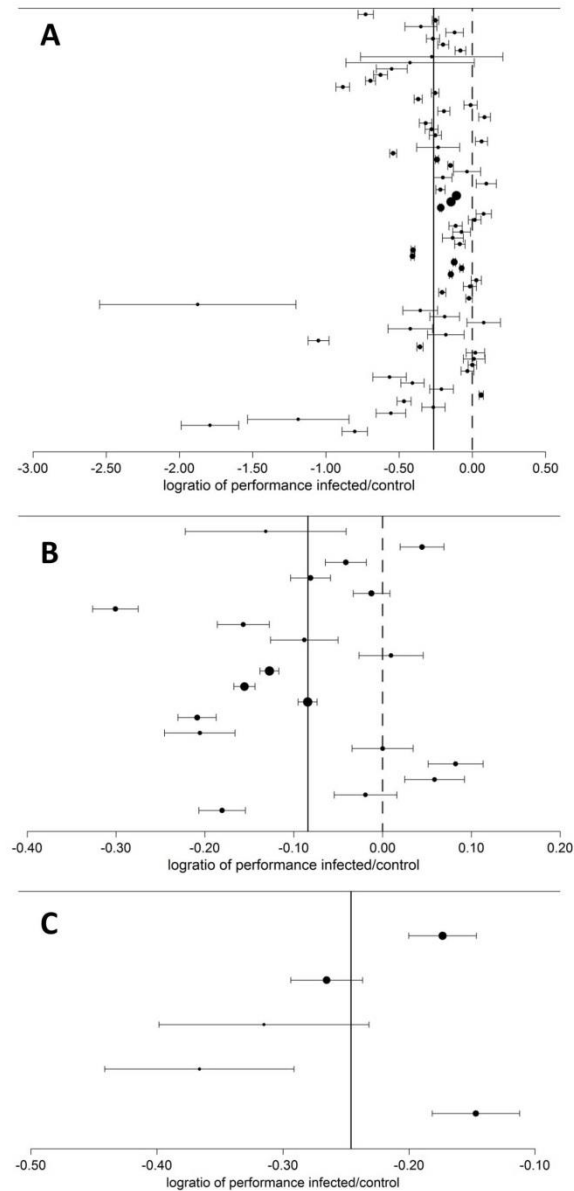 A
-3.00 -2.50 -2.00 -1.50 -1.00 -0.50 0.00 0.50
logratio of performance infected/control
B
-0.40 -0.30 -0.20 -0.10 0.00 0.10 0.20
logratio of performance infected/control
C
-0.50 -0.40 -0.30 -0.20 -0.10
logratio of performance infected/control